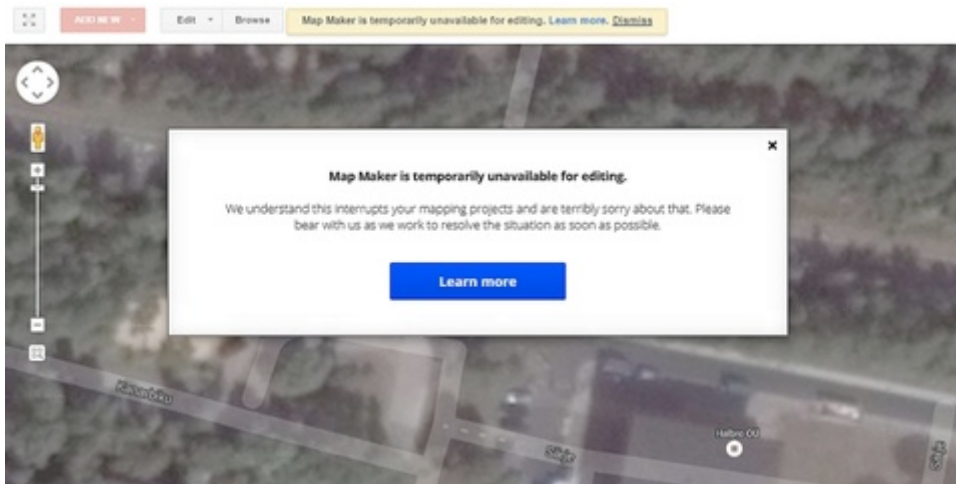 ADD NEW
Edit
Browse
Map Maker is temporarily unavailable for editing. Learn more. Dismiss
Map Maker is temporarily unavailable for editing.
We understand this interrupts your mapping projects and are terribly sorry about that. Please
bear with us as we work to resolve the situation as soon as possible.
Learn more
Halbro OÜ